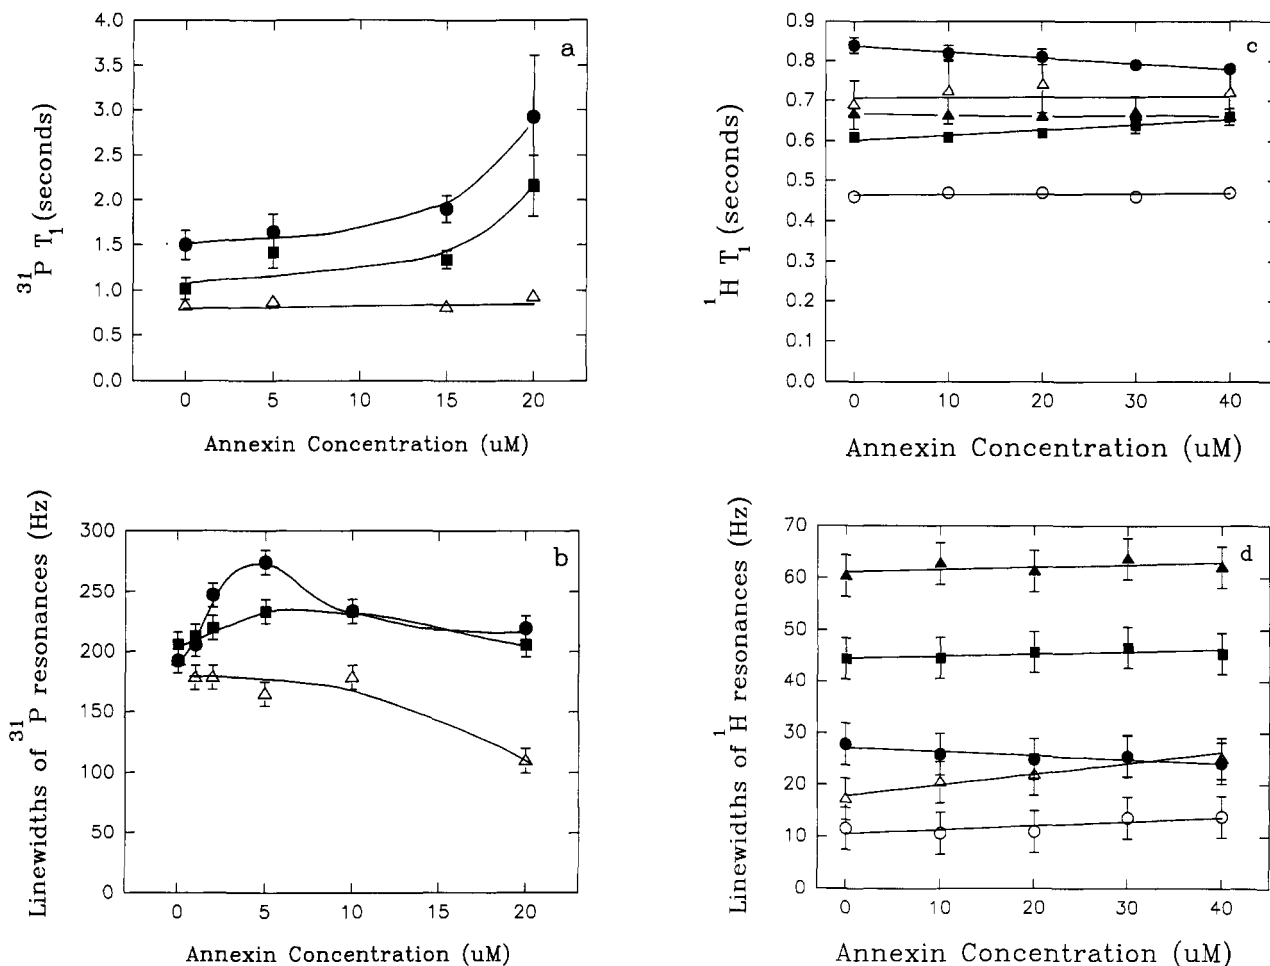 a
4.0
3.5
3.0
2.5
2.0
1.5
1.0
0.5
0.0
31P T1 (seconds)
0 5 10 15 20
Annexin Concentration (uM)
c
0.9
0.8
0.7
0.6
0.5
0.4
0.3
0.2
0.1
0.0
1H T1 (seconds)
0 10 20 30 40
Annexin Concentration (uM)
b
300
250
200
150
100
50
0
Linewidths of 31P resonances (Hz)
0 5 10 15 20
Annexin Concentration (uM)
d
70
60
50
40
30
20
10
0
Linewidths of 1H resonances (Hz)
0 10 20 30 40
Annexin Concentration (uM)